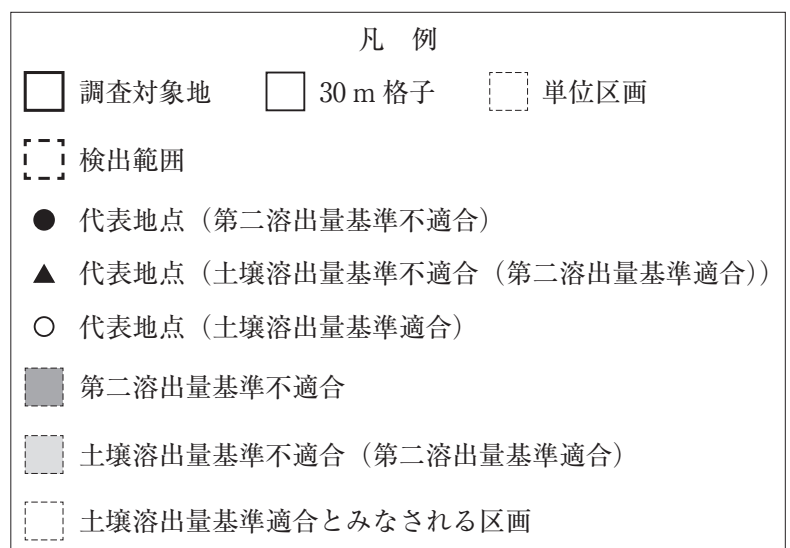 凡 例
調査対象地 30 m 格子 単位区画
検出範囲
代表地点（第二溶出量基準不適合）
代表地点（土壌溶出量基準不適合（第二溶出量基準適合））
代表地点（土壌溶出量基準適合）
第二溶出量基準不適合
土壌溶出量基準不適合（第二溶出量基準適合）
土壌溶出量基準適合とみなされる区画